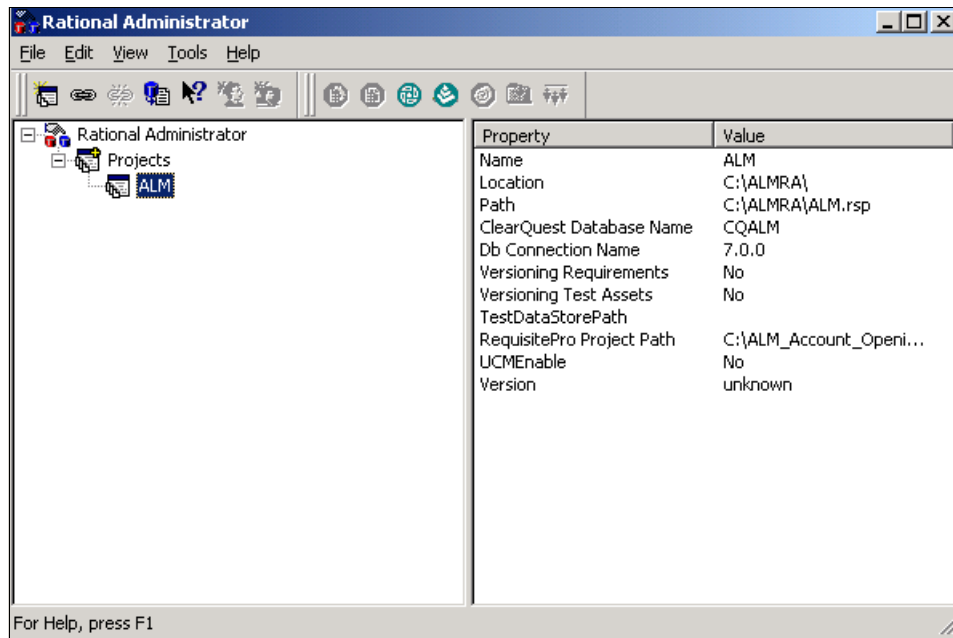 Rational Administrator
File Edit View Tools Help
Rational Administrator
Projects
ALM
Property Value
Name ALM
Location C:\ALMRA\
Path C:\ALMRA\ALM.rsp
ClearQuest Database Name CQALM
Db Connection Name 7.0.0
Versioning Requirements No
Versioning Test Assets No
TestDataStorePath
RequisitePro Project Path C:\ALM_Account_Openi...
UCMEnable No
Version unknown
For Help, press F1